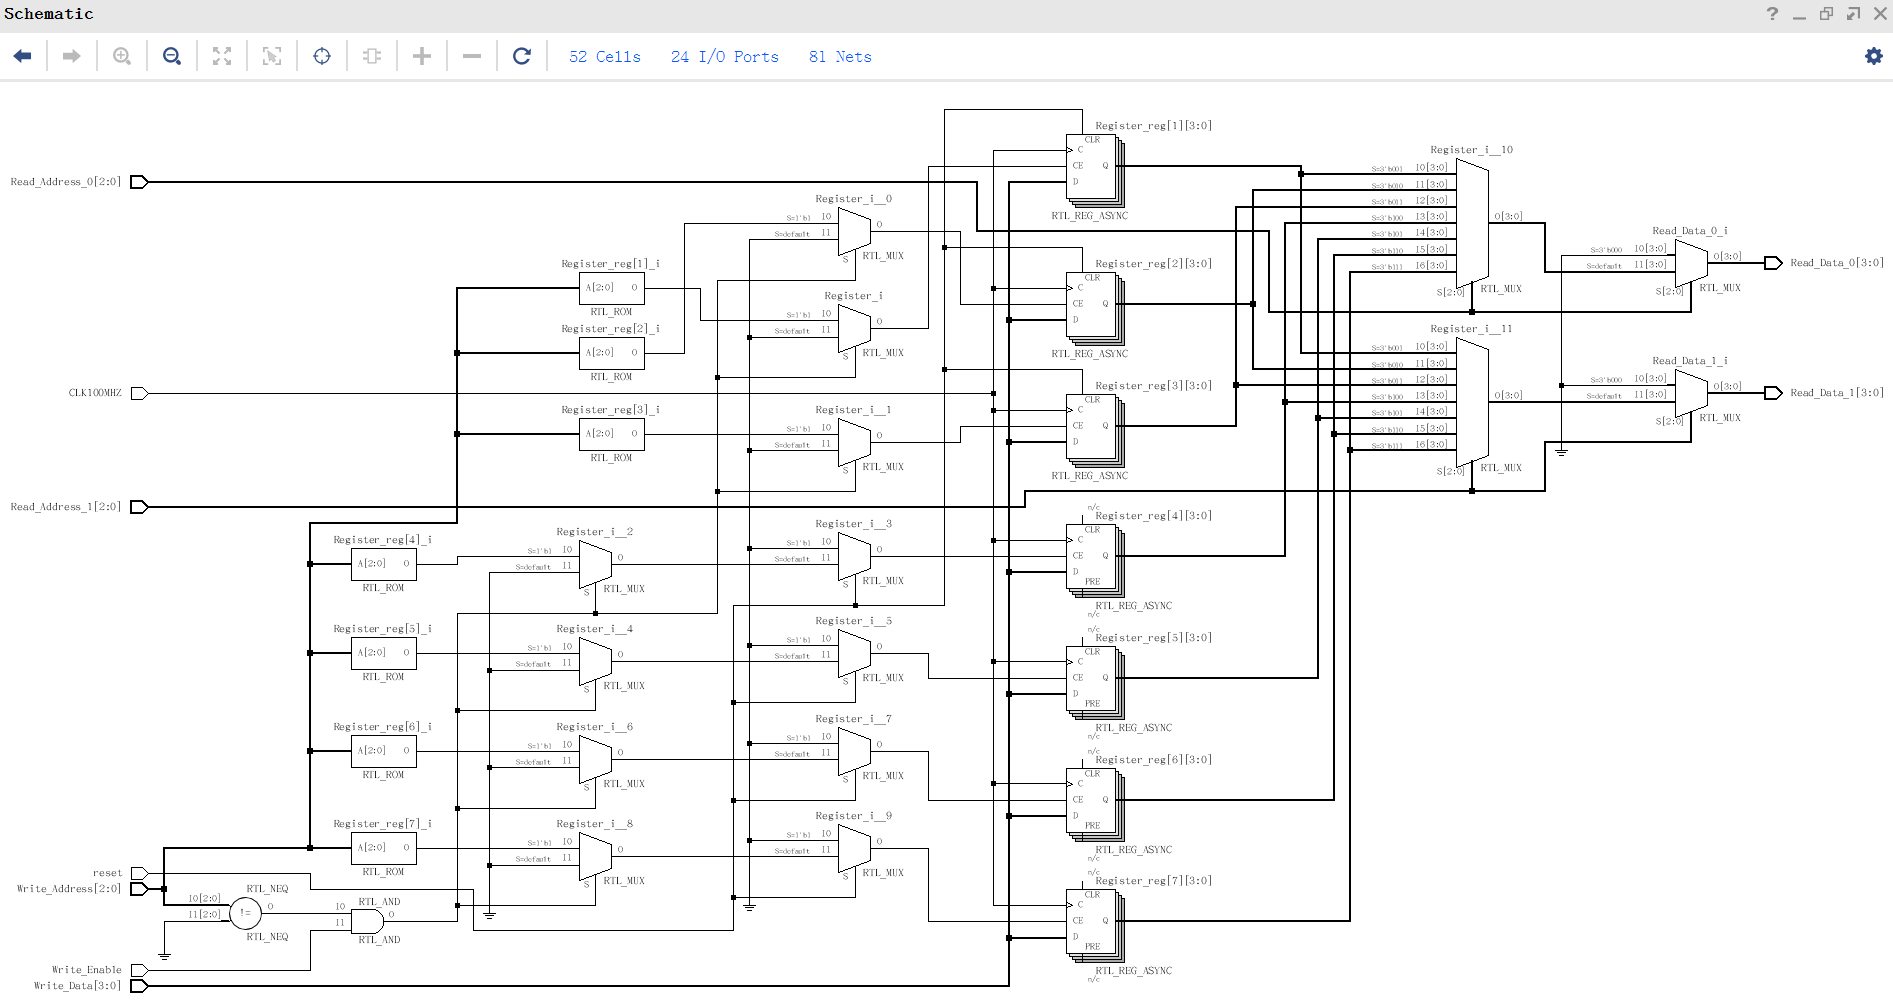 Schematic
52 Cells
24 I/O Ports
81 Nets
Read_Address_0[2:0]
CLK100MHZ
Read_Address_1[2:0]
reset
Write_Address[2:0]
Write_Enable
Write_Data[3:0]
I0[2:0]
I1[2:0]
RTL_NEQ
!=
O
RTL_NEQ
RTL_AND
I0
I1
O
RTL_AND
Register_reg[1]_i
A[2:0] O
RTL_ROM
Register_reg[2]_i
A[2:0] O
RTL_ROM
Register_reg[3]_i
A[2:0] O
RTL_ROM
Register_reg[4]_i
A[2:0] O
RTL_ROM
Register_reg[5]_i
A[2:0] O
RTL_ROM
Register_reg[6]_i
A[2:0] O
RTL_ROM
Register_reg[7]_i
A[2:0] O
RTL_ROM
Register_i__2
S=1'b1 I0
S=default I1
O
S
RTL_MUX
Register_i__4
S=1'b1 I0
S=default I1
O
S
RTL_MUX
Register_i__6
S=1'b1 I0
S=default I1
O
S
RTL_MUX
Register_i__8
S=1'b1 I0
S=default I1
O
S
RTL_MUX
Register_i__0
S=1'b1 I0
S=default I1
O
S
RTL_MUX
Register_i
S=1'b1 I0
S=default I1
O
S
RTL_MUX
Register_i__1
S=1'b1 I0
S=default I1
O
S
RTL_MUX
Register_i__3
S=1'b1 I0
S=default I1
O
S
RTL_MUX
Register_i__5
S=1'b1 I0
S=default I1
O
S
RTL_MUX
Register_i__7
S=1'b1 I0
S=default I1
O
S
RTL_MUX
Register_i__9
S=1'b1 I0
S=default I1
O
S
RTL_MUX
Register_reg[1][3:0]
CLR
C
CE Q
D
RTL_REG_ASYNC
Register_reg[2][3:0]
CLR
C
CE Q
D
RTL_REG_ASYNC
Register_reg[3][3:0]
CLR
C
CE Q
D
RTL_REG_ASYNC
n/c
Register_reg[4][3:0]
CLR
C
CE Q
D
PRE
RTL_REG_ASYNC
n/c
n/c
Register_reg[5][3:0]
CLR
C
CE Q
D
PRE
RTL_REG_ASYNC
n/c
n/c
Register_reg[6][3:0]
CLR
C
CE Q
D
PRE
RTL_REG_ASYNC
n/c
n/c
Register_reg[7][3:0]
CLR
C
CE Q
D
PRE
RTL_REG_ASYNC
n/c
Register_i__10
S=3'b001 I0[3:0]
S=3'b010 I1[3:0]
S=3'b011 I2[3:0]
S=3'b100 I3[3:0]
S=3'b101 I4[3:0]
S=3'b110 I5[3:0]
S=3'b111 I6[3:0]
O[3:0]
S[2:0]
RTL_MUX
Register_i__11
S=3'b001 I0[3:0]
S=3'b010 I1[3:0]
S=3'b011 I2[3:0]
S=3'b100 I3[3:0]
S=3'b101 I4[3:0]
S=3'b110 I5[3:0]
S=3'b111 I6[3:0]
O[3:0]
S[2:0]
RTL_MUX
Read_Data_0_i
S=3'b000 I0[3:0]
S=default I1[3:0]
O[3:0]
S[2:0]
RTL_MUX
Read_Data_0[3:0]
Read_Data_1_i
S=3'b000 I0[3:0]
S=default I1[3:0]
O[3:0]
S[2:0]
RTL_MUX
Read_Data_1[3:0]